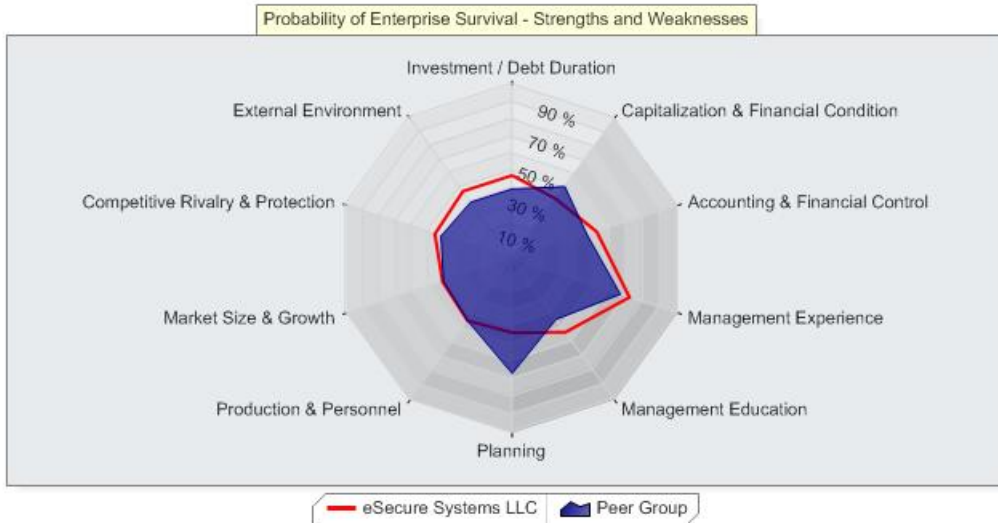 Probability of Enterprise Survival - Strengths and Weaknesses
Investment / Debt Duration
External Environment
Capitalization & Financial Condition
90 %
70 %
50 %
30 %
10 %
Competitive Rivalry & Protection
Accounting & Financial Control
Market Size & Growth
Management Experience
Production & Personnel
Management Education
Planning
eSecure Systems LLC
Peer Group